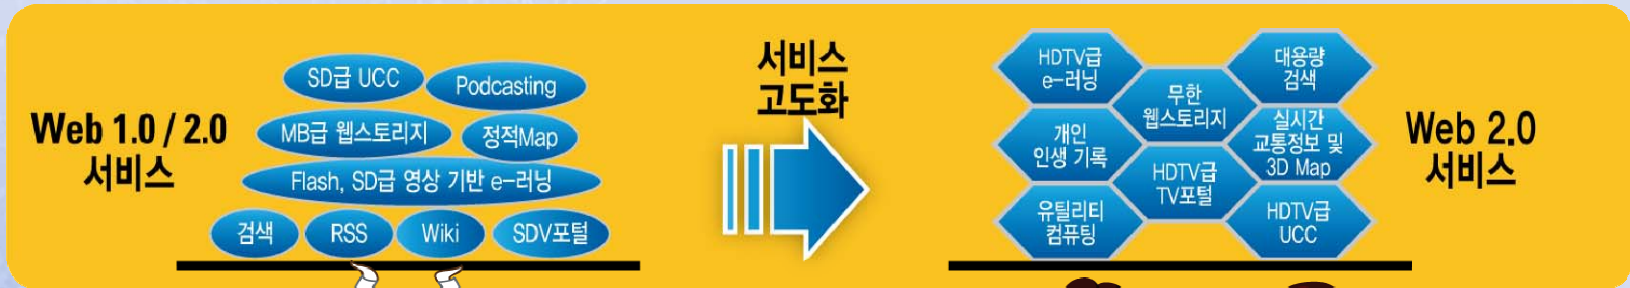 Web 1.0 / 2.0
서비스
SD급 UCC
Podcasting
MB급 웹스토리지
정적Map
Flash, SD급 영상 기반 e-러닝
검색
RSS
Wiki
SDV포털
서비스
고도화
HDTV급
e-러닝
대용량
검색
무한
웹스토리지
개인
인생 기록
실시간
교통정보 및
3D Map
HDTV급
TV포털
유틸리티
컴퓨팅
HDTV급
UCC
Web 2.0
서비스